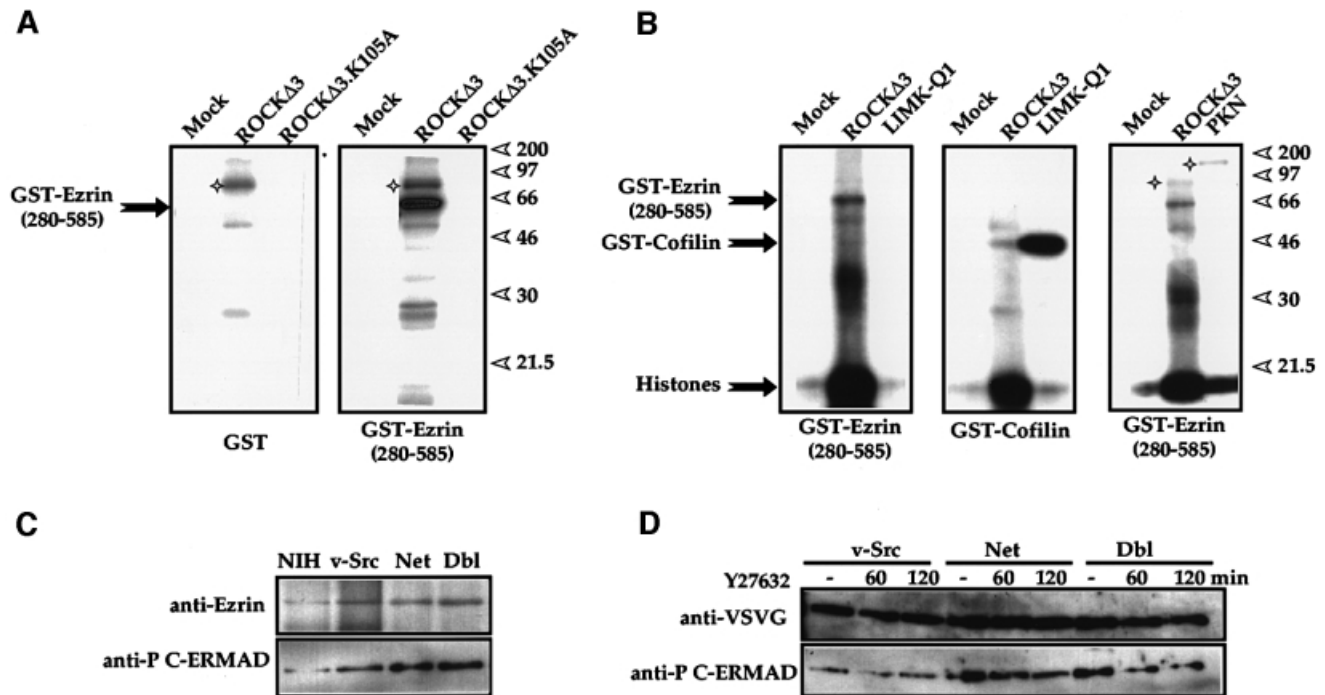 A
B
Mock
ROCKΔ3
ROCKΔ3.K105A
Mock
ROCKΔ3
ROCKΔ3.K105A
GST-Ezrin
(280-585)
200
97
66
46
30
21.5
GST
GST-Ezrin
(280-585)
Mock
ROCKΔ3
LIMK-Q1
Mock
ROCKΔ3
LIMK-Q1
Mock
ROCKΔ3
PKN
GST-Ezrin
(280-585)
GST-Cofilin
Histones
200
97
66
46
30
21.5
GST-Ezrin
(280-585)
GST-Cofilin
GST-Ezrin
(280-585)
C
NIH v-Src Net Dbl
anti-Ezrin
anti-P C-ERMAD
D
v-Src Net Dbl
Y27632 - 60 120 - 60 120 - 60 120 min
anti-VSVG
anti-P C-ERMAD